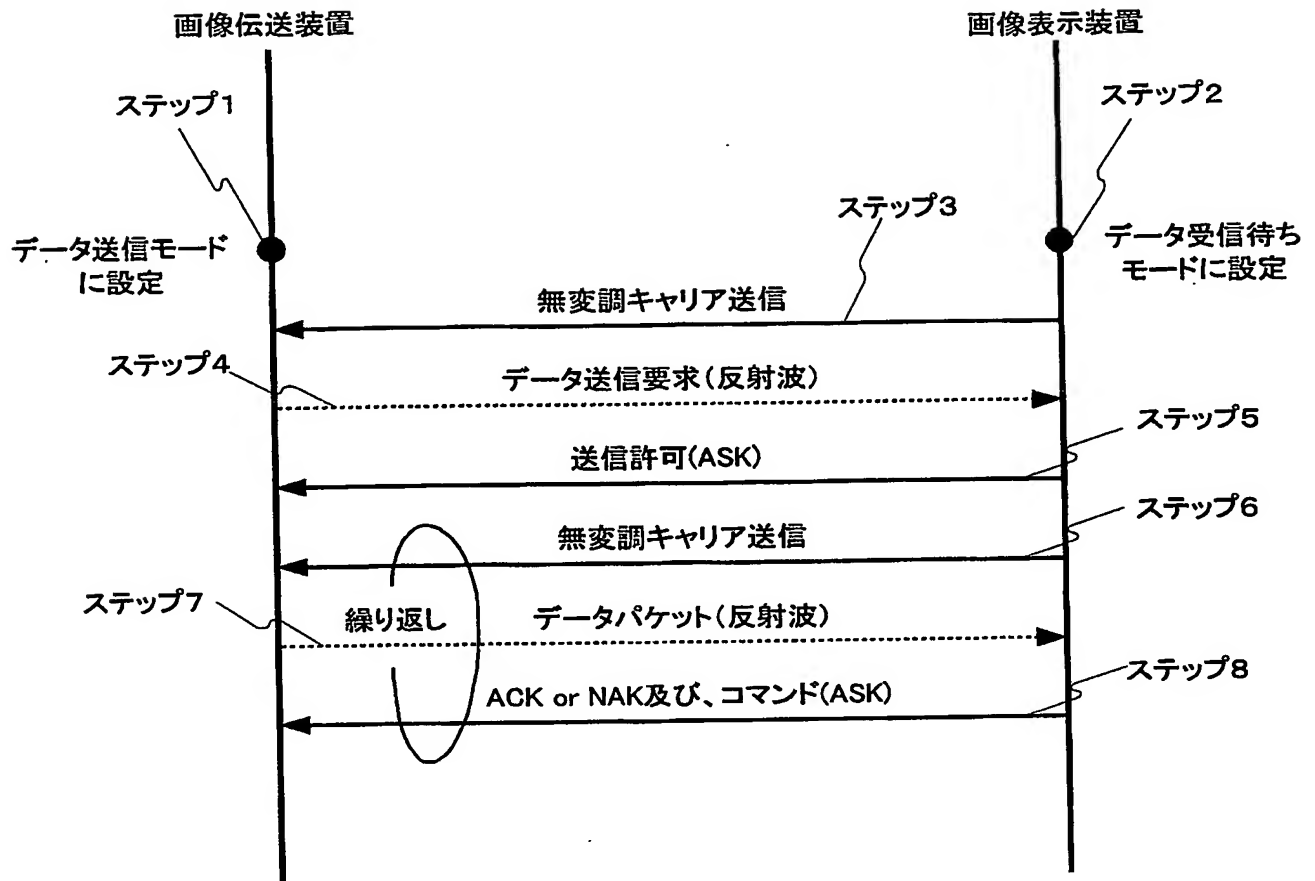 画像伝送装置
画像表示装置
ステップ1
ステップ2
データ送信モード
に設定
ステップ3
データ受信待ち
モードに設定
無変調キャリア送信
ステップ4
データ送信要求(反射波)
ステップ5
送信許可(ASK)
ステップ6
無変調キャリア送信
ステップ7
繰り返し
データパケット(反射波)
ステップ8
ACK or NAK及び、コマンド(ASK)